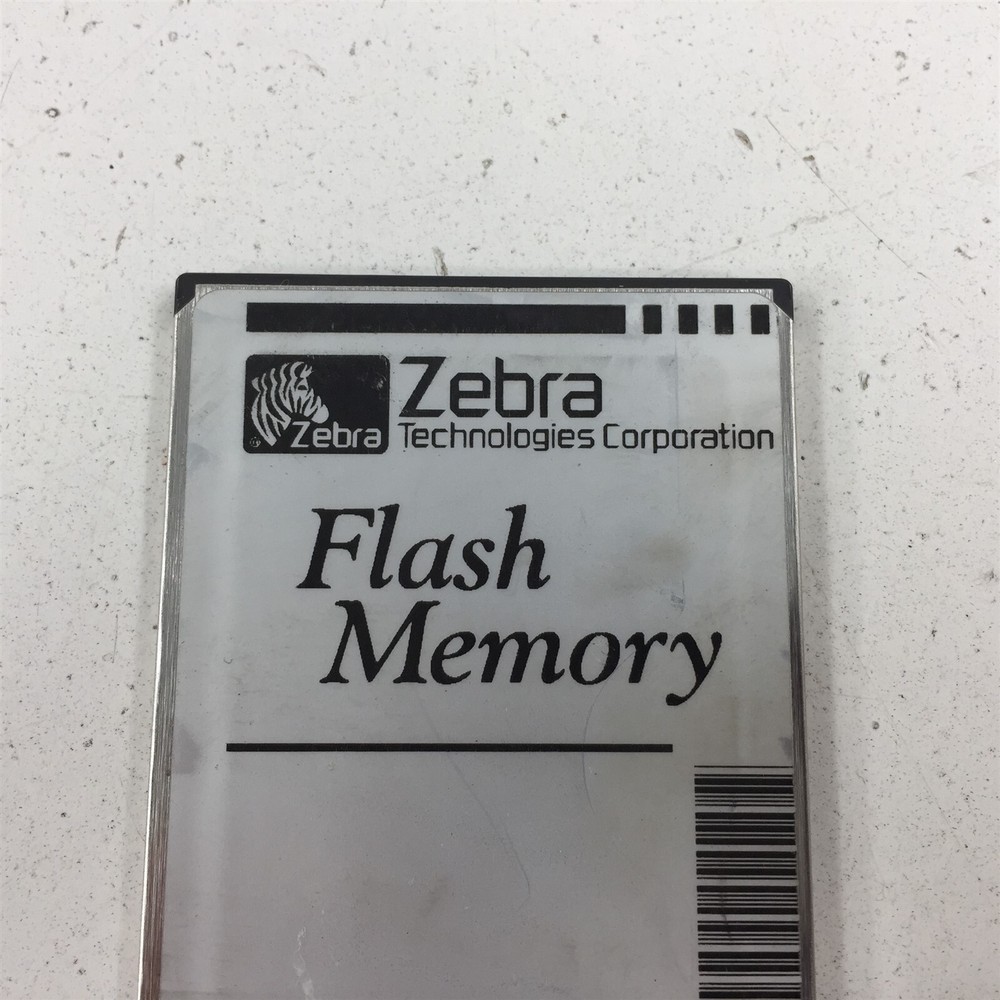 Zebra
Zebra
Technologies Corporation
Flash
Memory